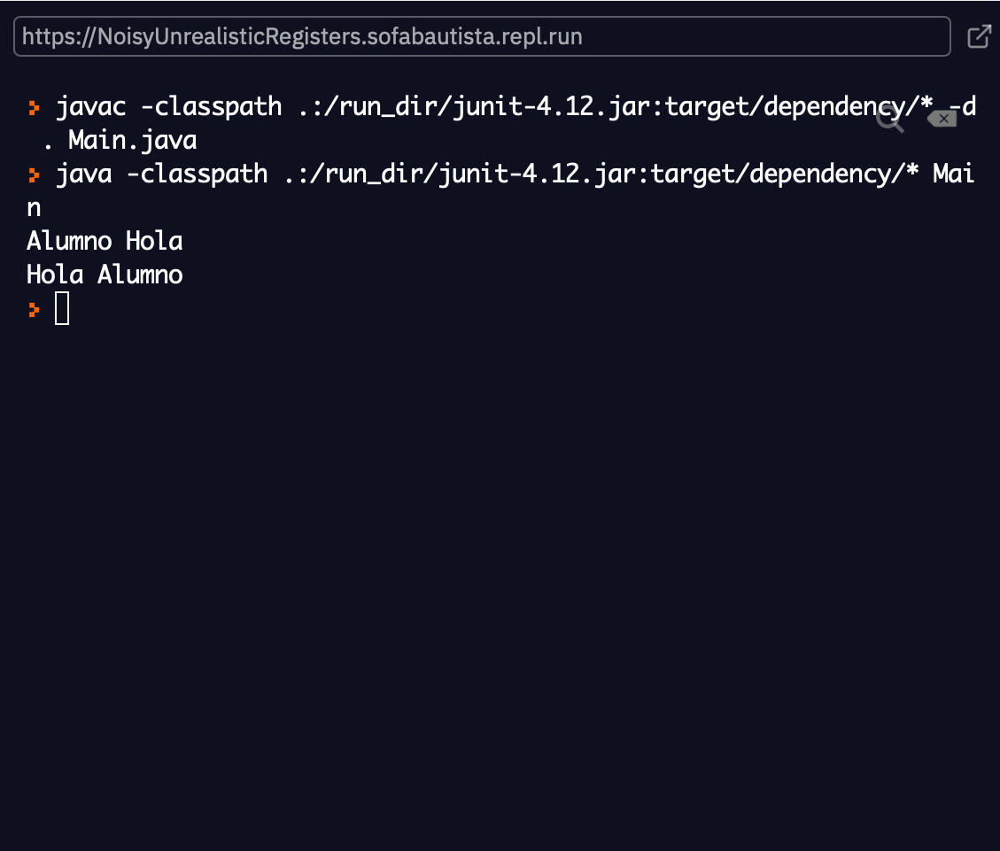 https://NoisyUnrealisticRegisters.sofabautista.repl.run
javac -classpath .:/run_dir/junit-4.12.jar:target/dependency/* -d
. Main.java
java -classpath .:/run_dir/junit-4.12.jar:target/dependency/* Mai
n
Alumno Hola
Hola Alumno